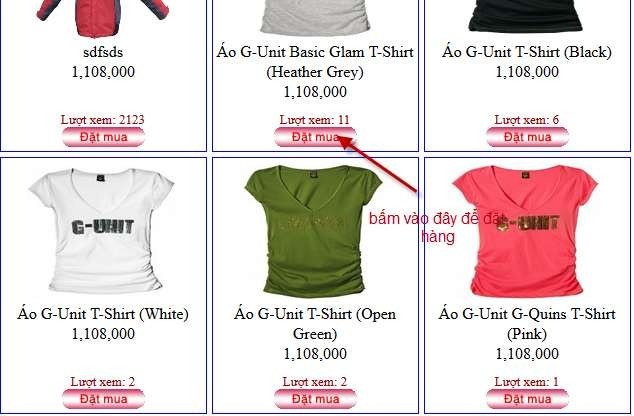 sdfsds
1,108,000
Lượt xem: 2123
Đặt mua
Áo G-Unit Basic Glam T-Shirt
(Heather Grey)
1,108,000
Lượt xem: 11
Đặt mua
Áo G-Unit T-Shirt (Black)
1,108,000
Lượt xem: 6
Đặt mua
bấm vào đây để đặt
hàng
G-UNIT
Áo G-Unit T-Shirt (White)
1,108,000
Lượt xem: 2
Đặt mua
Áo G-Unit T-Shirt (Open
Green)
1,108,000
Lượt xem: 2
Đặt mua
G-UNIT
Áo G-Unit G-Quins T-Shirt
(Pink)
1,108,000
Lượt xem: 1
Đặt mua